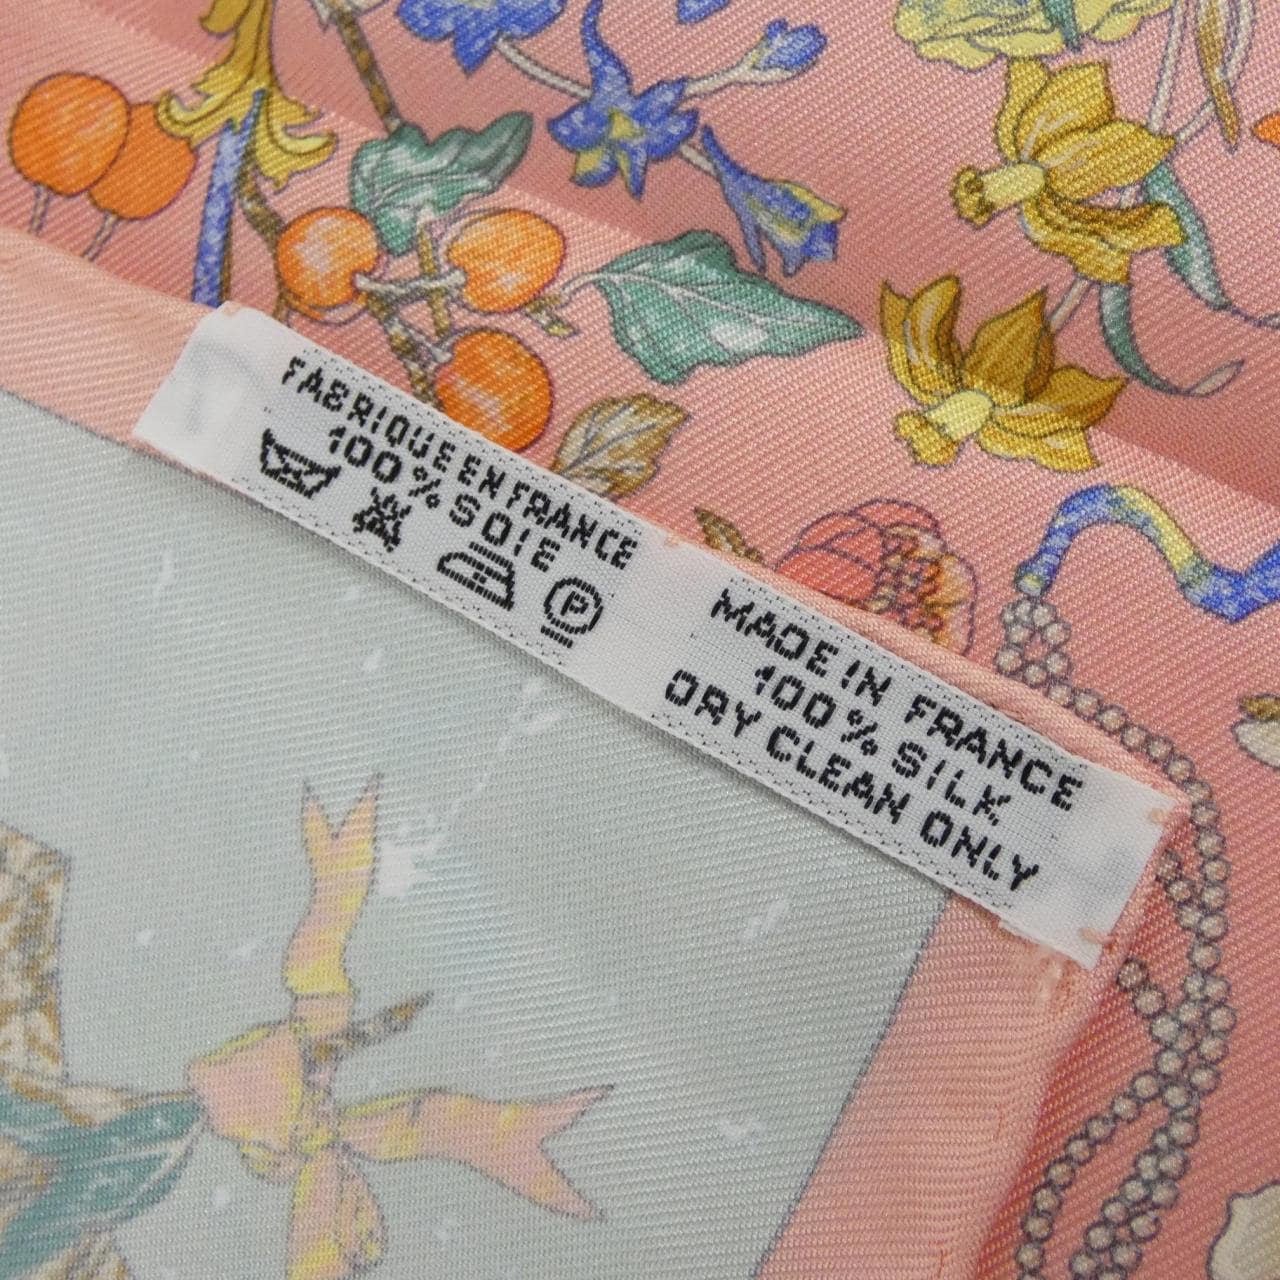 FABRIQUE EN FRANCE
100% SOIE
P
MADE IN FRANCE
100% SILK
DRY CLEAN ONLY